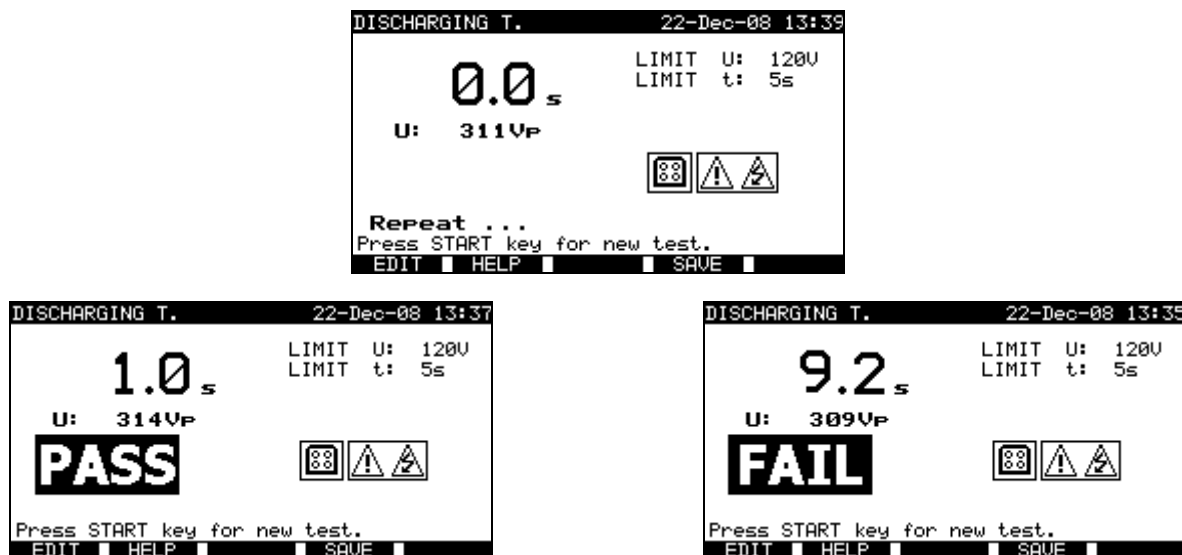 DISCHARGING T. 22-Dec-08 13:39
0.0 s
LIMIT U: 120V
LIMIT t: 5s
U: 311Vp
Repeat ...
Press START key for new test.
EDIT HELP SAVE
DISCHARGING T. 22-Dec-08 13:37
1.0 s
LIMIT U: 120V
LIMIT t: 5s
U: 314Vp
PASS
Press START key for new test.
EDIT HELP SAVE
DISCHARGING T. 22-Dec-08 13:35
9.2 s
LIMIT U: 120V
LIMIT t: 5s
U: 309Vp
FAIL
Press START key for new test.
EDIT HELP SAVE